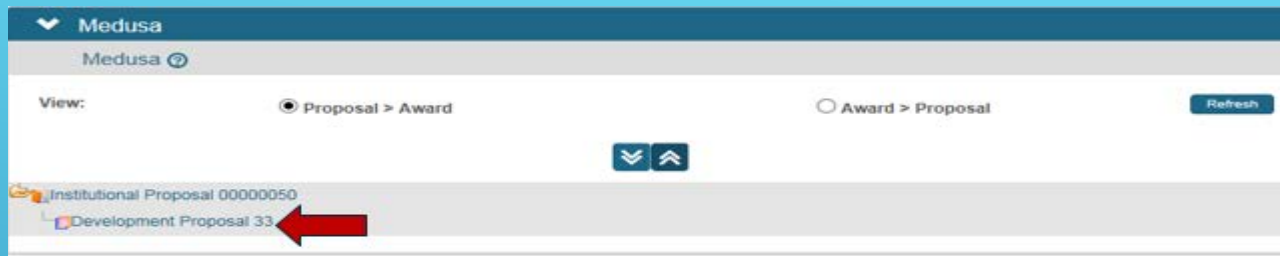 Medusa
Medusa
View: Proposal > Award Award > Proposal Refresh
Institutional Proposal 00000050
Development Proposal 33